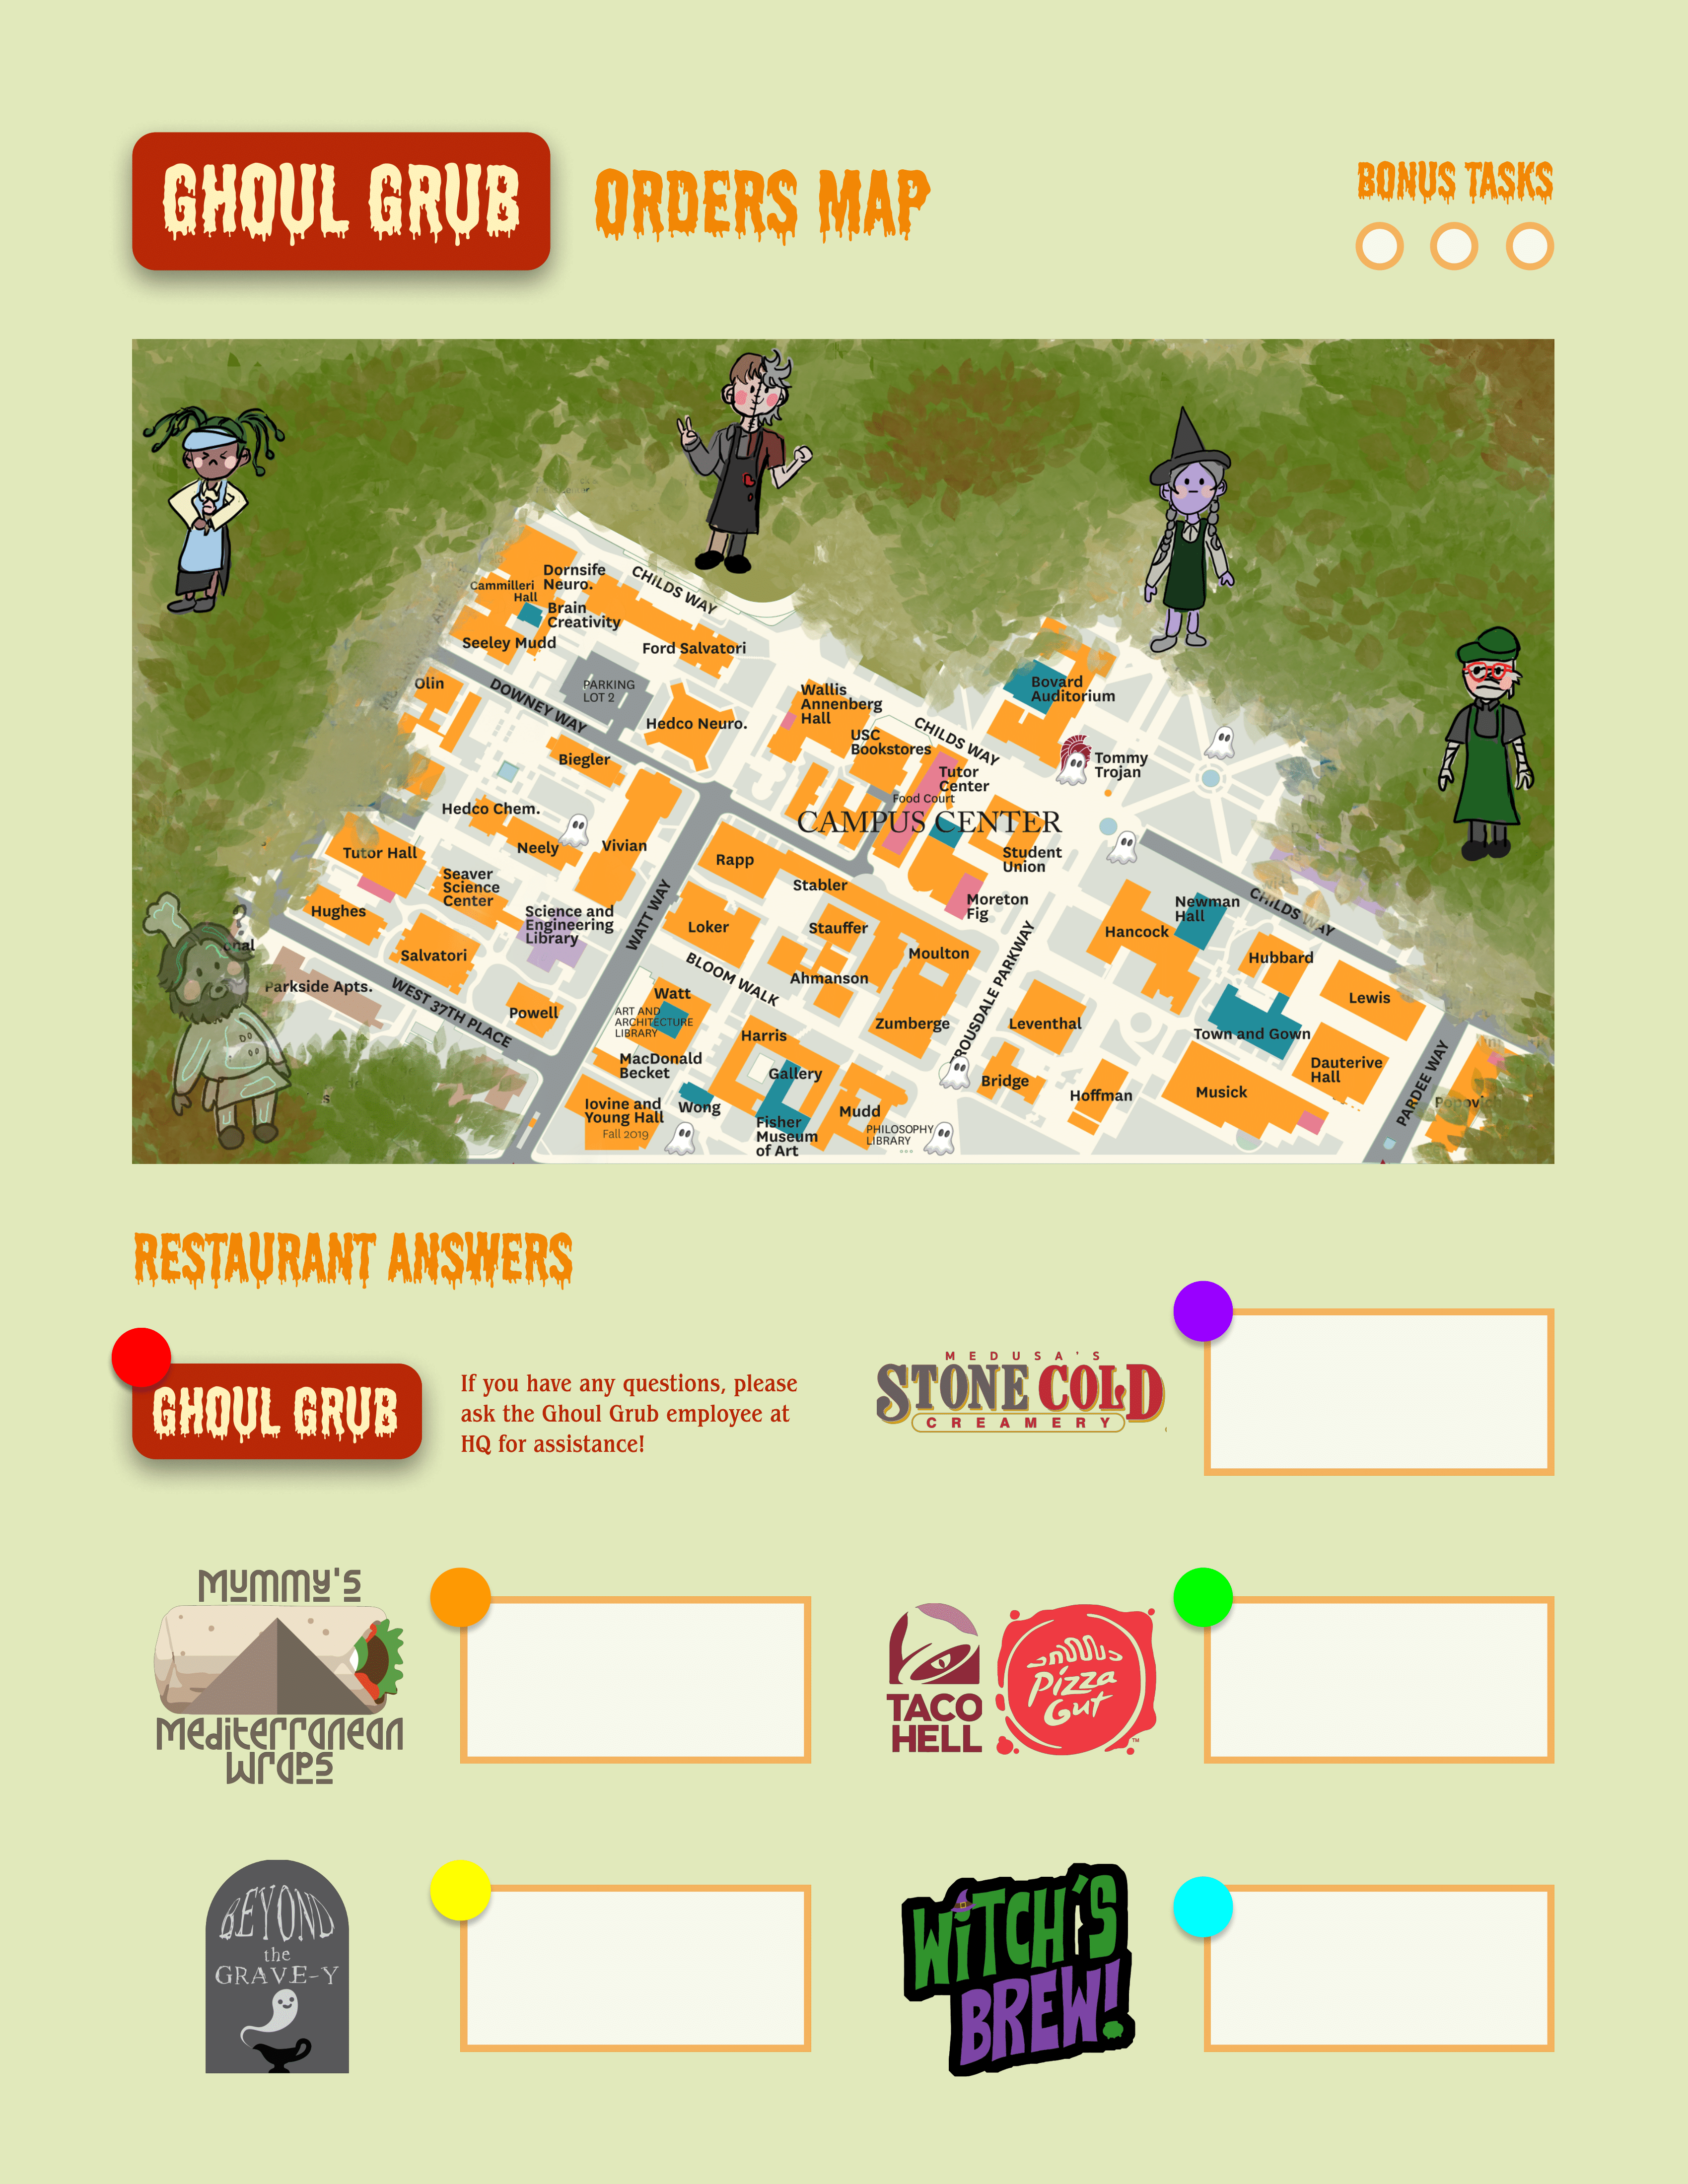 GHOUL GRUB
ORDERS MAP
BONUS TASKS
Dornsife
Neuro.
Cammilleri
Hall
Brain
Creativity
Seeley Mudd
CHILDS WAY
Ford Salvatori
Olin
DOWNEY WAY
PARKING
LOT 2
Hedco Neuro.
Wallis
Annenberg
Hall
USC
Bookstores
CHILDS WAY
Bovard
Auditorium
Tommy
Trojan
Tutor
Center
Food Court
CAMPUS CENTER
Biegler
Hedco Chem.
Neely
Vivian
Rapp
Student
Union
Tutor Hall
Seaver
Science
Center
Stabler
Moreton
Fig
Hughes
Science and
Engineering
Library
WATT WAY
Loker
Stauffer
Newman
Hall
CHILDS WAY
Hancock
Salvatori
Moulton
Hubbard
Parkside Apts.
BLOOM WALK
Ahmanson
Lewis
WEST 37TH PLACE
Powell
Watt
ART AND
ARCHITECTURE
LIBRARY
Harris
Zumberge
TROUSDALE PARKWAY
Leventhal
Town and Gown
MacDonald
Becket
Gallery
Bridge
Hoffman
Musick
Dauterive
Hall
PARDEE WAY
Popovich
Iovine and
Young Hall
Fall 2019
Wong
Fisher
Museum
of Art
Mudd
PHILOSOPHY
LIBRARY
RESTAURANT ANSWERS
GHOUL GRUB
If you have any questions, please
ask the Ghoul Grub employee at
HQ for assistance!
MEDUSA'S
STONE COLD
CREAMERY
MUMMY'S
Mediterranean
Wraps
TACO
HELL
Pizza
Gut
™
BEYOND
the
GRAVE-Y
WiTCH'S
BREW!